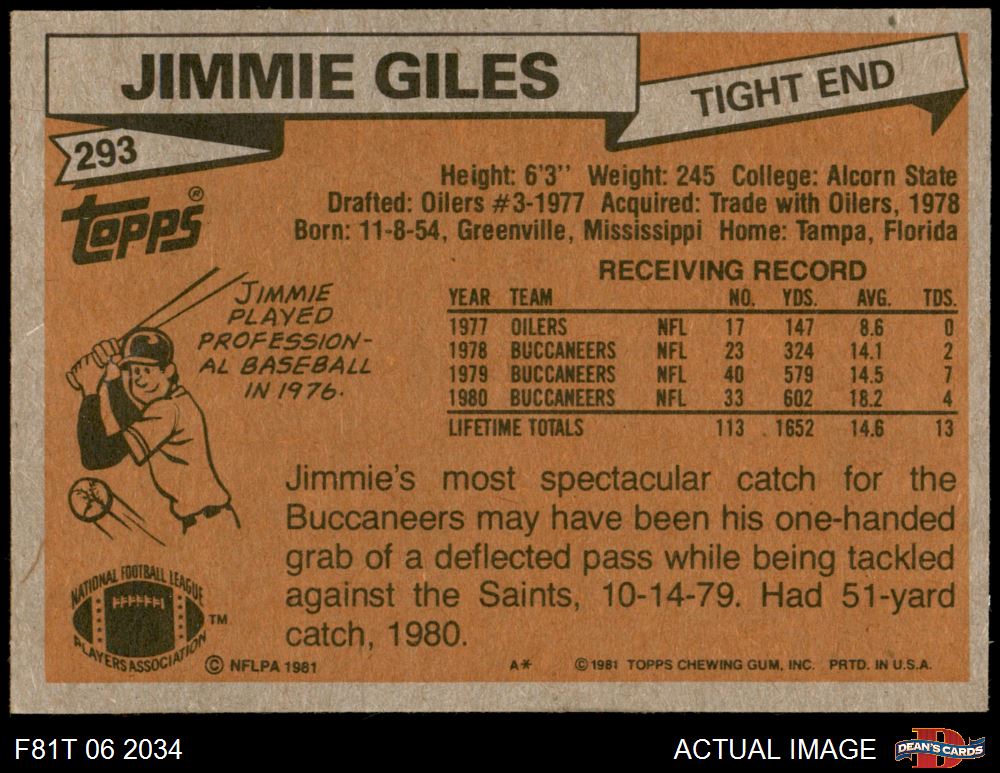 JIMMIE GILES
TIGHT END
293
Topps®
Height: 6'3'' Weight: 245 College: Alcorn State
Drafted: Oilers #3-1977 Acquired: Trade with Oilers, 1978
Born: 11-8-54, Greenville, Mississippi Home: Tampa, Florida
JIMMIE
PLAYED
PROFESSION-
AL BASEBALL
IN 1976.
RECEIVING RECORD
YEAR TEAM NO. YDS. AVG. TDS.
1977 OILERS NFL 17 147 8.6 0
1978 BUCCANEERS NFL 23 324 14.1 2
1979 BUCCANEERS NFL 40 579 14.5 7
1980 BUCCANEERS NFL 33 602 18.2 4
LIFETIME TOTALS 113 1652 14.6 13
Jimmie's most spectacular catch for the
Buccaneers may have been his one-handed
grab of a deflected pass while being tackled
against the Saints, 10-14-79. Had 51-yard
catch, 1980.
NATIONAL FOOTBALL LEAGUE
PLAYERS ASSOCIATION
TM
© NFLPA 1981
A* ©1981 TOPPS CHEWING GUM, INC. PRTD. IN U.S.A.
F81T 06 2034
ACTUAL IMAGE
D
DEAN'S CARDS